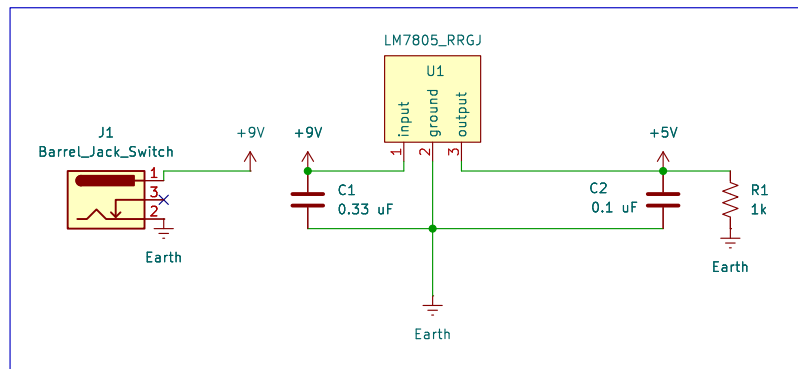 LM7805_RRGJ
U1
input
ground
output
1
2
3
J1
Barrel_Jack_Switch
1
3
2
Earth
+9V
+9V
C1
0.33 uF
+5V
C2
0.1 uF
R1
1k
Earth
Earth